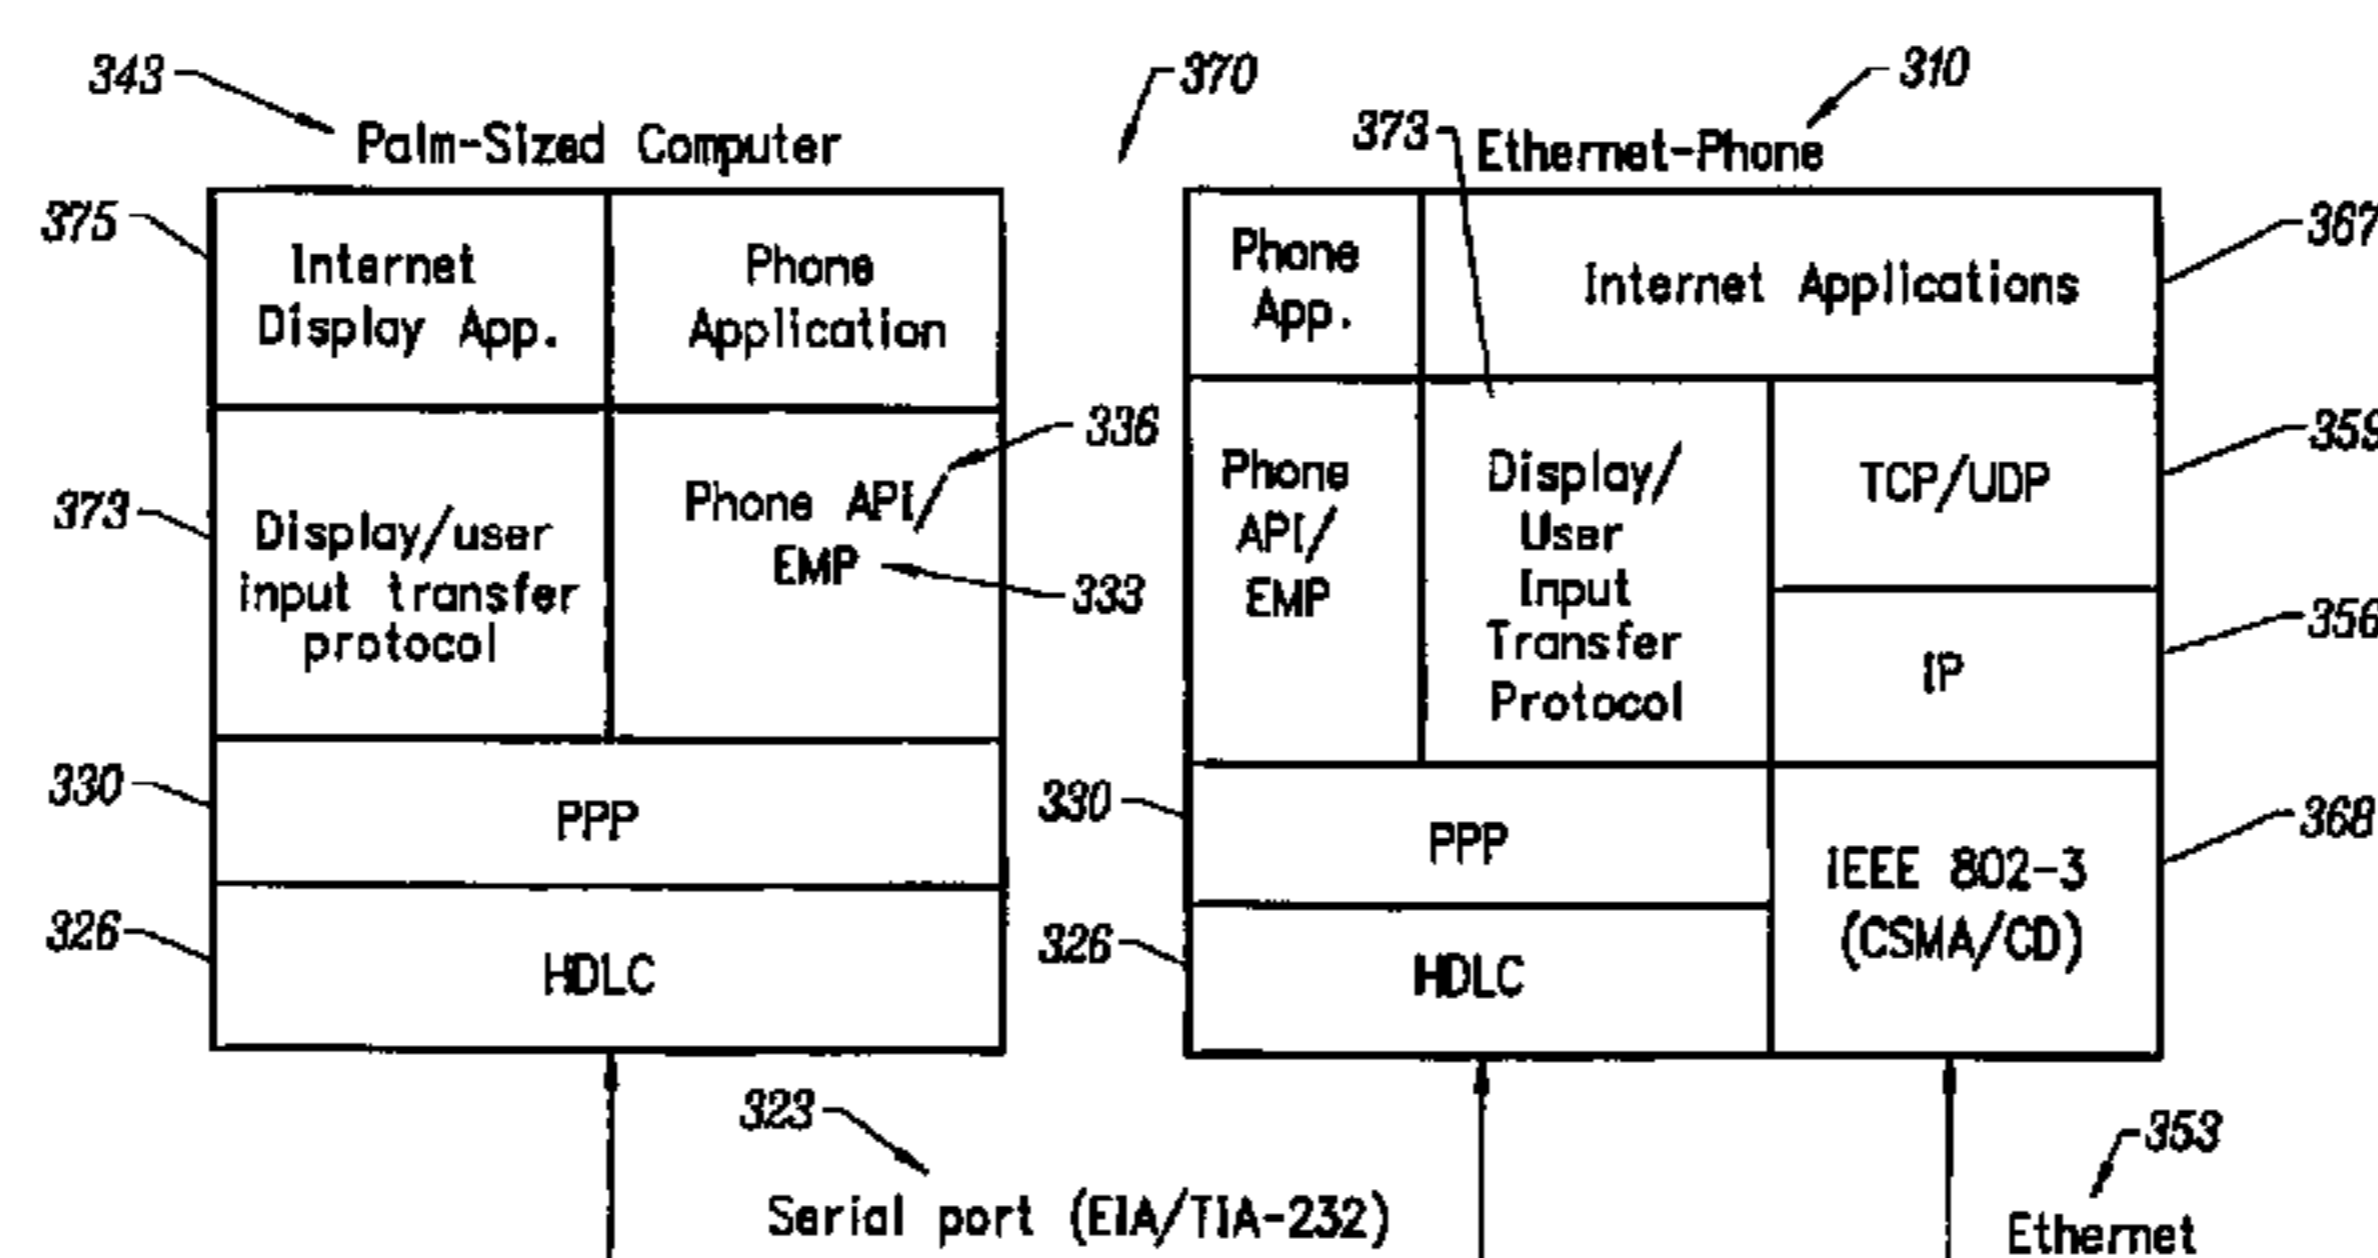 343
370
310
Palm-Sized Computer
373
Ethernet-Phone
375
Internet
Display App.
Phone
Application
Phone
App.
Internet Applications
367
373
Display/user
input transfer
protocol
Phone API/
EMP
336
333
Phone
API/
EMP
Display/
User
Input
Transfer
Protocol
TCP/UDP
359
IP
356
330
PPP
330
PPP
IEEE 802-3
(CSMA/CD)
368
326
HDLC
326
HDLC
323
Serial port (EIA/TIA-232)
353
Ethernet